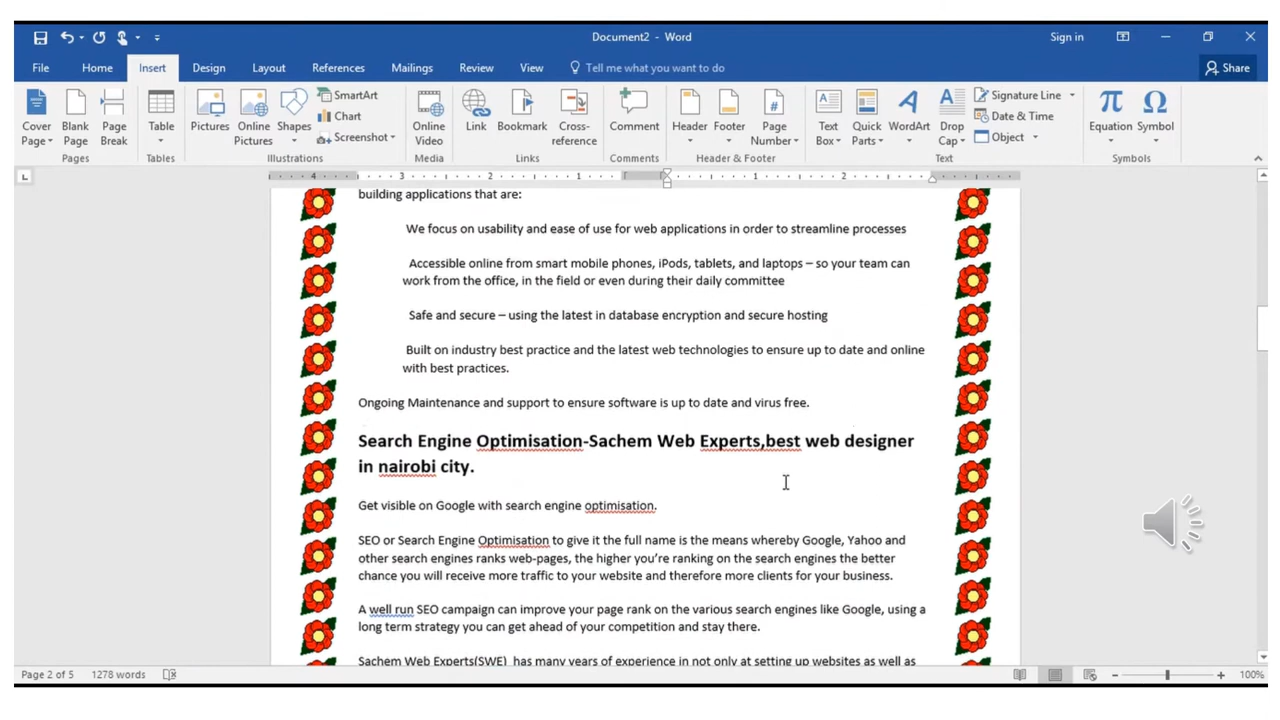 Document2 - Word
Sign in
File Home Insert Design Layout References Mailings Review View Tell me what you want to do
Share
Cover Page
Blank Page
Page Break
Pages
Table
Tables
Pictures
Online Pictures
Shapes
SmartArt
Chart
Screenshot
Illustrations
Online Video
Media
Link
Bookmark
Cross-reference
Links
Comment
Comments
Header
Footer
Page Number
Header & Footer
Text Box
Quick Parts
WordArt
Drop Cap
Signature Line
Date & Time
Object
Text
Equation
Symbol
Symbols
L
4 3 2 1 1 2
building applications that are:
We focus on usability and ease of use for web applications in order to streamline processes
Accessible online from smart mobile phones, iPods, tablets, and laptops – so your team can
work from the office, in the field or even during their daily committee
Safe and secure – using the latest in database encryption and secure hosting
Built on industry best practice and the latest web technologies to ensure up to date and online
with best practices.
Ongoing Maintenance and support to ensure software is up to date and virus free.
Search Engine Optimisation-Sachem Web Experts,best web designer
in nairobi city.
Get visible on Google with search engine optimisation.
SEO or Search Engine Optimisation to give it the full name is the means whereby Google, Yahoo and
other search engines ranks web-pages, the higher you’re ranking on the search engines the better
chance you will receive more traffic to your website and therefore more clients for your business.
A well run SEO campaign can improve your page rank on the various search engines like Google, using a
long term strategy you can get ahead of your competition and stay there.
Sachem Web Experts(SWE) has many years of experience in not only at setting up websites as well as
Page 2 of 5 1278 words
100%